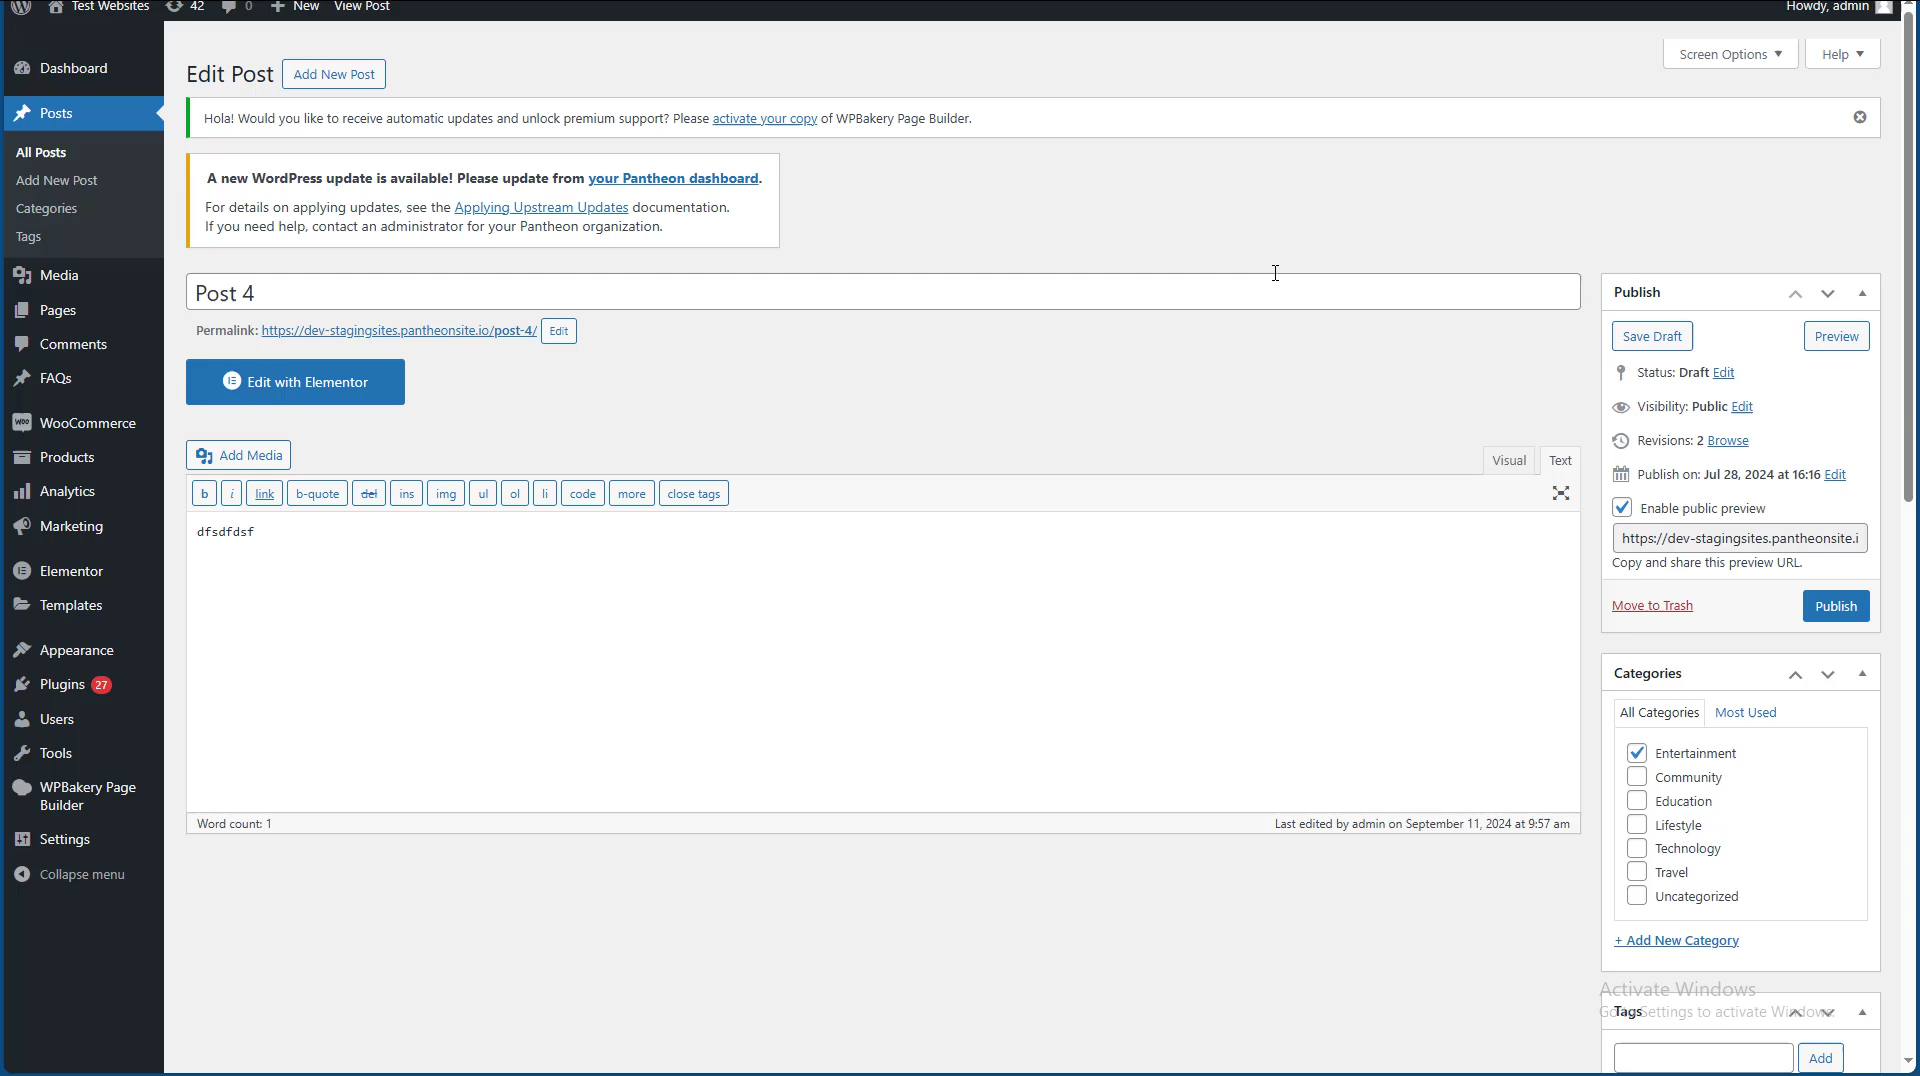 Test Websites 42 0 New View Post Howdy, admin
Dashboard
Posts
All Posts
Add New Post
Categories
Tags
Media
Pages
Comments
FAQs
WooCommerce
Products
Analytics
Marketing
Elementor
Templates
Appearance
Plugins 27
Users
Tools
WPBakery Page
Builder
Settings
Collapse menu
Screen Options Help
Edit Post Add New Post
Hola! Would you like to receive automatic updates and unlock premium support? Please activate your copy of WPBakery Page Builder.
A new WordPress update is available! Please update from your Pantheon dashboard.
For details on applying updates, see the Applying Upstream Updates documentation.
If you need help, contact an administrator for your Pantheon organization.
Post 4
Permalink: https://dev-stagingsites.pantheonsite.io/post-4/ Edit
Edit with Elementor
Add Media
Visual Text
b i link b-quote del ins img ul ol li code more close tags
dfsdfdsf
Word count: 1 Last edited by admin on September 11, 2024 at 9:57 am
Publish
Save Draft Preview
Status: Draft Edit
Visibility: Public Edit
Revisions: 2 Browse
Publish on: Jul 28, 2024 at 16:16 Edit
Enable public preview
https://dev-stagingsites.pantheonsite.i
Copy and share this preview URL.
Move to Trash Publish
Categories
All Categories Most Used
Entertainment
Community
Education
Lifestyle
Technology
Travel
Uncategorized
+ Add New Category
Activate Windows
Go to Settings to activate Windows.
Tags
Add